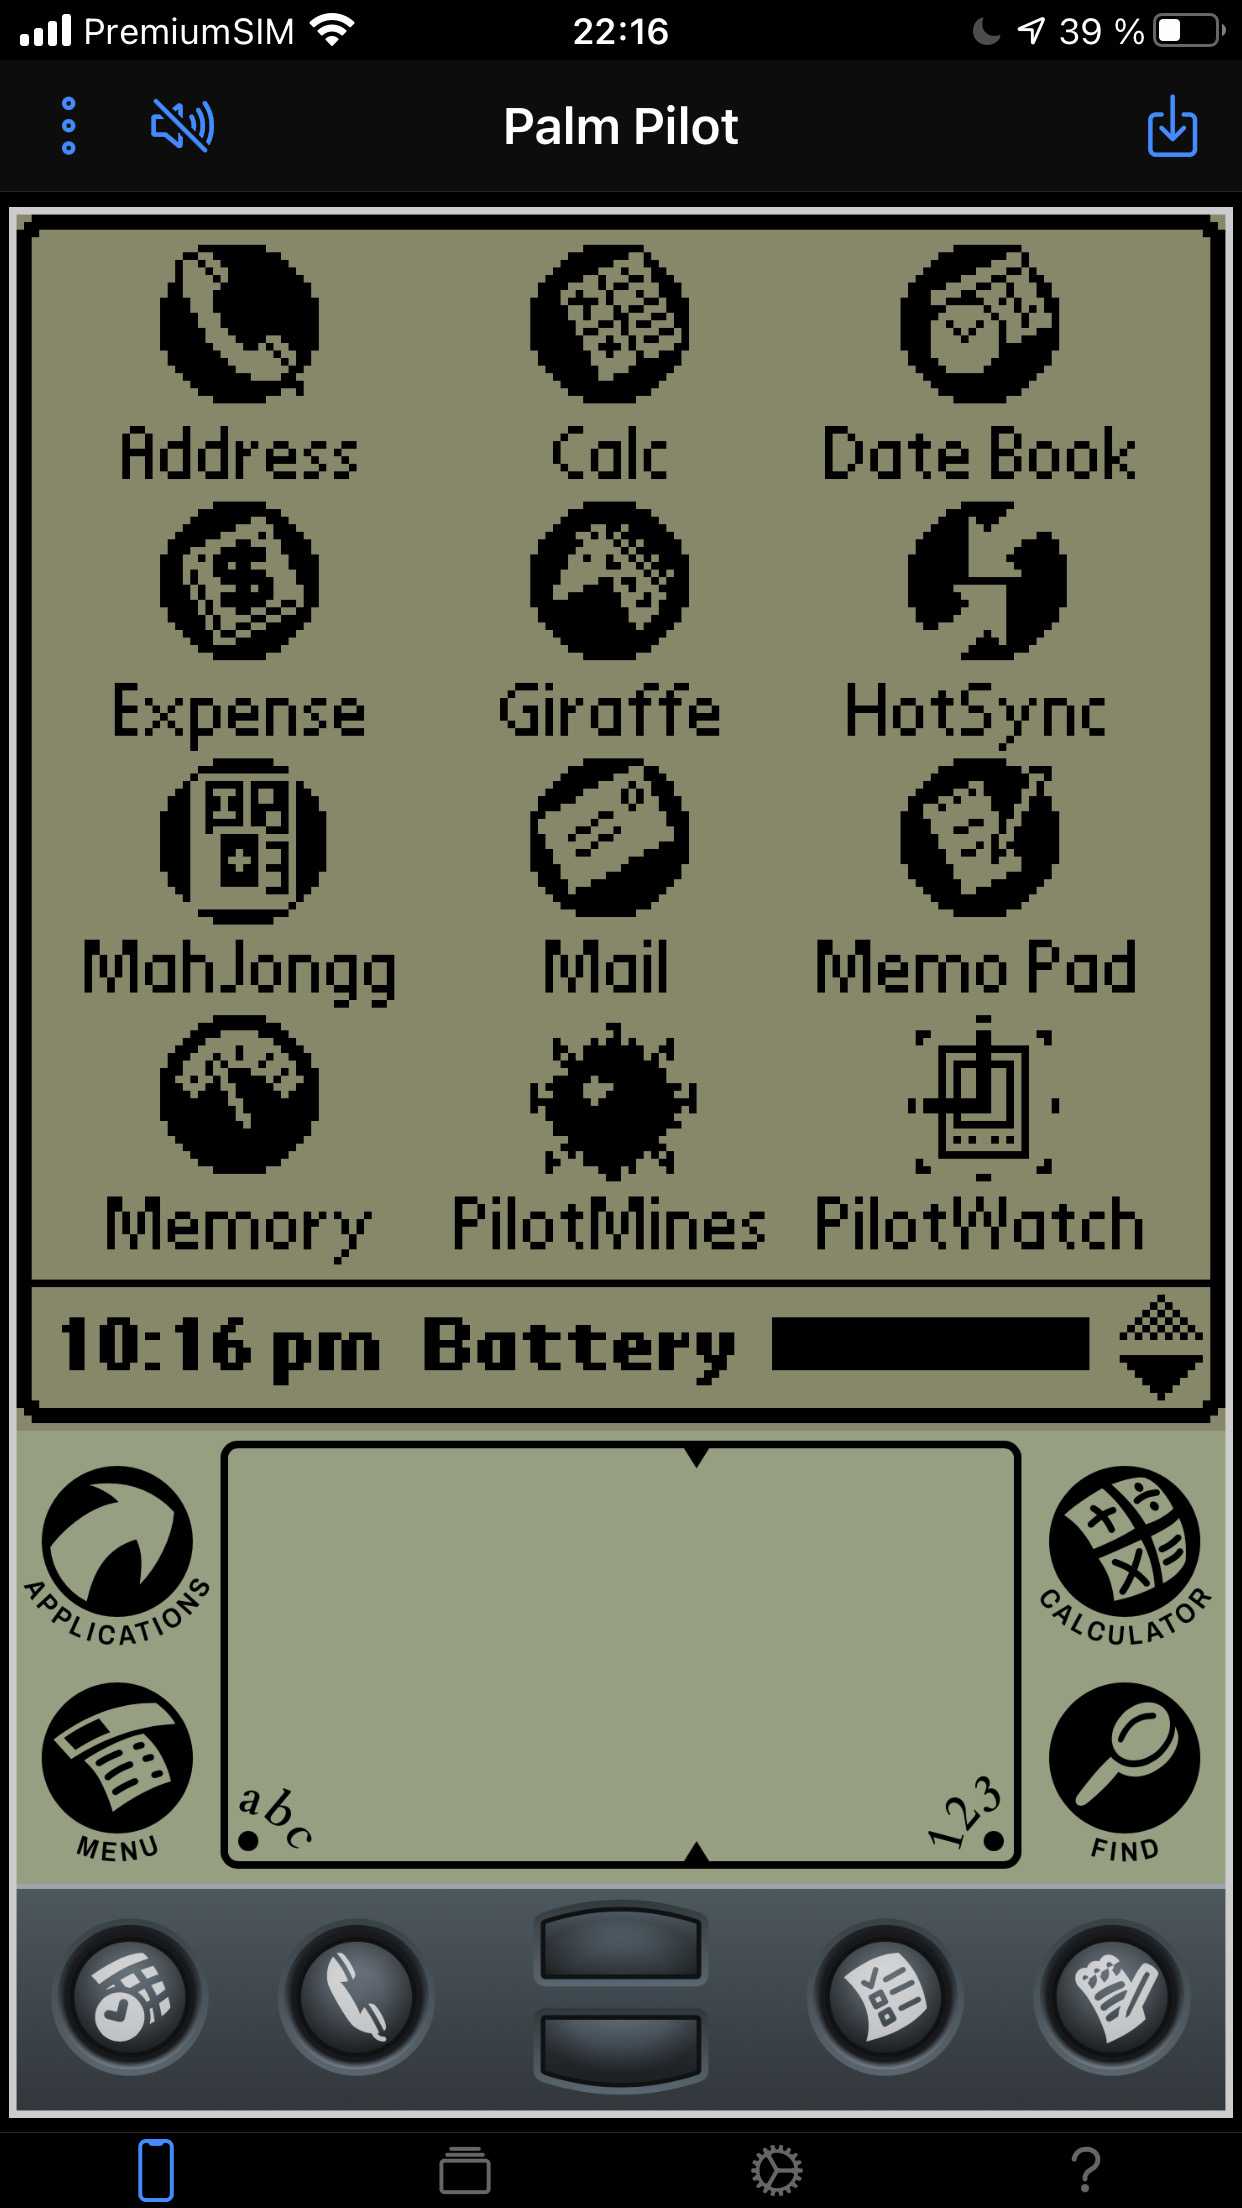 PremiumSIM 22:16 39 %
Palm Pilot
Address Calc Date Book
Expense Giraffe HotSync
MahJongg Mail Memo Pad
Memory PilotMines PilotWatch
10:16 pm Battery
APPLICATIONS CALCULATOR
abc 123
MENU FIND